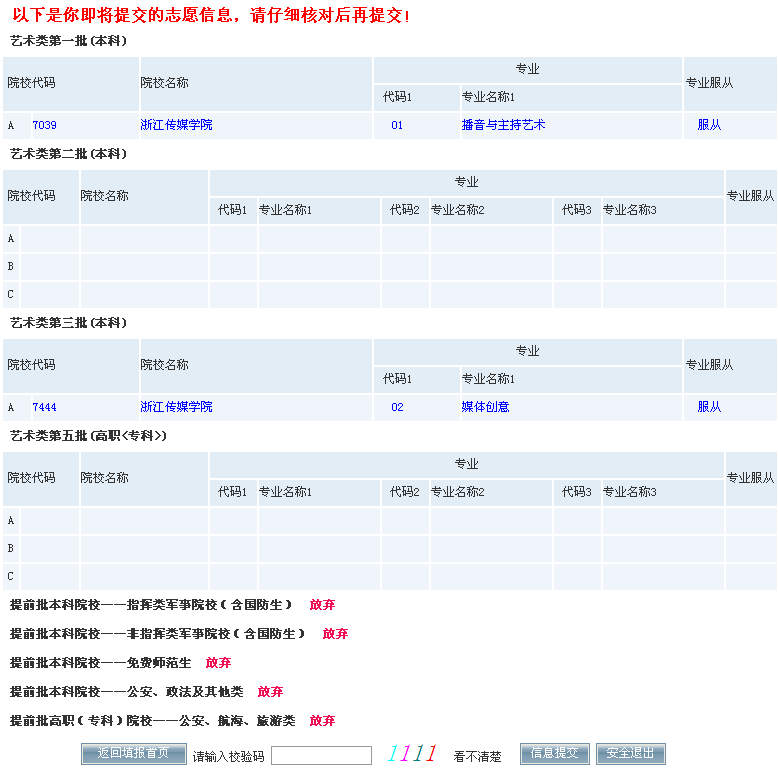 以下是你即将提交的志愿信息，请仔细核对后再提交!
艺术类第一批(本科)
院校代码 院校名称 专业 专业服从
代码1 专业名称1
A 7039 浙江传媒学院 01 播音与主持艺术 服从
艺术类第二批(本科)
院校代码 院校名称 专业 专业服从
代码1 专业名称1 代码2 专业名称2 代码3 专业名称3
A
B
C
艺术类第三批(本科)
院校代码 院校名称 专业 专业服从
代码1 专业名称1
A 7444 浙江传媒学院 02 媒体创意 服从
艺术类第五批(高职<专科>)
院校代码 院校名称 专业 专业服从
代码1 专业名称1 代码2 专业名称2 代码3 专业名称3
A
B
C
提前批本科院校——指挥类军事院校（含国防生） 放弃
提前批本科院校——非指挥类军事院校（含国防生） 放弃
提前批本科院校——免费师范生 放弃
提前批本科院校——公安、政法及其他类 放弃
提前批高职（专科）院校——公安、航海、旅游类 放弃
返回填报首页 请输入校验码 1111 看不清楚 信息提交 安全退出